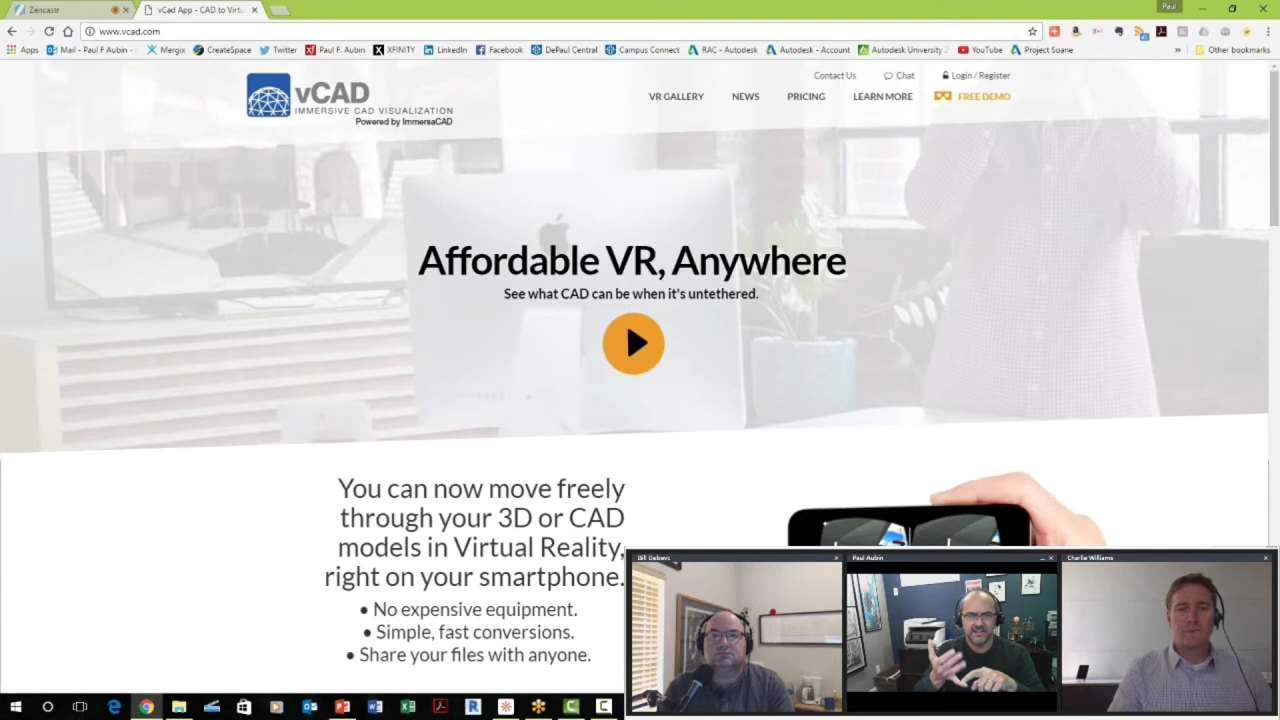 Zencastr
vCad App - CAD to Virtu
Paul
www.vcad.com
Apps
Mail - Paul F Aubin -
Mergix
CreateSpace
Twitter
Paul F. Aubin
XFINITY
LinkedIn
Facebook
DePaul Central
Campus Connect
RAC - Autodesk
Autodesk - Account
Autodesk University
YouTube
Project Soane
»
Other bookmarks
Contact Us
Chat
Login / Register
vCAD
IMMERSIVE CAD VISUALIZATION
Powered by ImmersaCAD
VR GALLERY
NEWS
PRICING
LEARN MORE
FREE DEMO
Affordable VR, Anywhere
See what CAD can be when it's untethered.
You can now move freely
through your 3D or CAD
models in Virtual Reality,
right on your smartphone.
• No expensive equipment.
• Simple, fast conversions.
• Share your files with anyone.
Paul Aubin
Charlie Williams